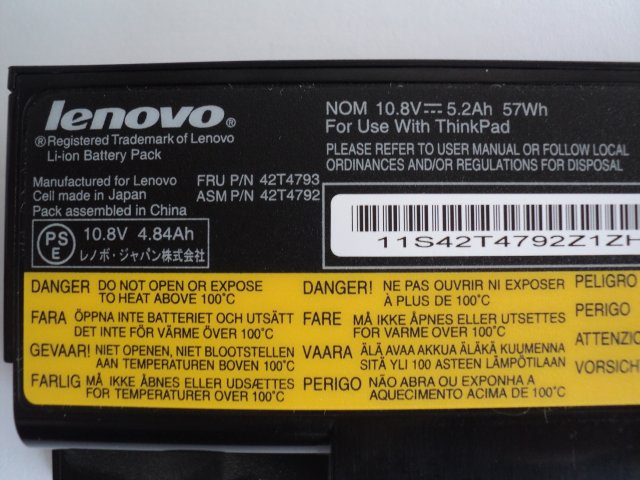 lenovo®
®Registered Trademark of Lenovo
Li-ion Battery Pack
Manufactured for Lenovo FRU P/N 42T4793
Cell made in Japan ASM P/N 42T4792
Pack assembled in China
PS E 10.8V 4.84Ah
レノボ・ジャパン株式会社
NOM 10.8V⎓5.2Ah 57Wh
For Use With ThinkPad
PLEASE REFER TO USER MANUAL OR FOLLOW LOCAL
ORDINANCES AND/OR REGULATIONS FOR DISPOSAL
11S42T4792Z1ZH
DANGER DO NOT OPEN OR EXPOSE
TO HEAT ABOVE 100°C
FARA ÖPPNA INTE BATTERIET OCH UTSÄTT
DET INTE FÖR VÄRME ÖVER 100°C
GEVAAR! NIET OPENEN, NIET BLOOTSTELLEN
AAN TEMPERATUREN BOVEN 100°C
FARLIG MÅ IKKE ÅBNES ELLER UDSÆTTES
FOR TEMPERATURER OVER 100°C
DANGER! NE PAS OUVRIR NI EXPOSER
À PLUS DE 100°C
FARE MÅ IKKE ÅPNES ELLER UTSETTES
FOR VARME OVER 100°C
VAARA ÄLÄ AVAA AKKUA ÄLÄKÄ KUUMENNA
SITÄ YLI 100 ASTEEN LÄMPÖTILAAN
PERIGO NÃO ABRA OU EXPONHA A
AQUECIMENTO ACIMA DE 100°C
PELIGRO
PERIGO
ATTENZIO
VORSICH